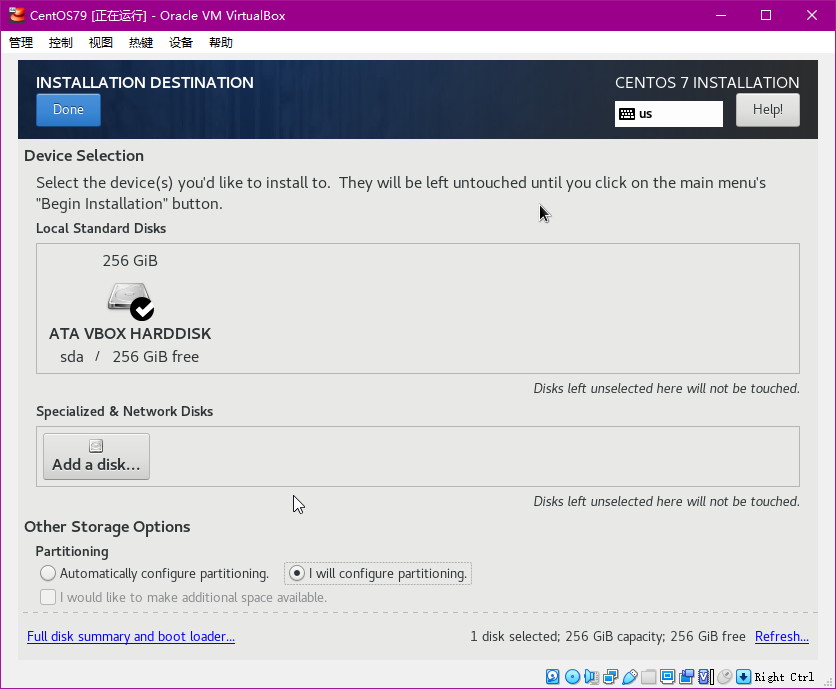 CentOS79 [正在运行] - Oracle VM VirtualBox
管理 控制 视图 热键 设备 帮助
INSTALLATION DESTINATION
CENTOS 7 INSTALLATION
Done
us
Help!
Device Selection
Select the device(s) you'd like to install to.  They will be left untouched until you click on the main menu's
"Begin Installation" button.
Local Standard Disks
256 GiB
ATA VBOX HARDDISK
sda / 256 GiB free
Disks left unselected here will not be touched.
Specialized & Network Disks
Add a disk...
Disks left unselected here will not be touched.
Other Storage Options
Partitioning
Automatically configure partitioning. I will configure partitioning.
I would like to make additional space available.
Full disk summary and boot loader... 1 disk selected; 256 GiB capacity; 256 GiB free Refresh...
Right Ctrl